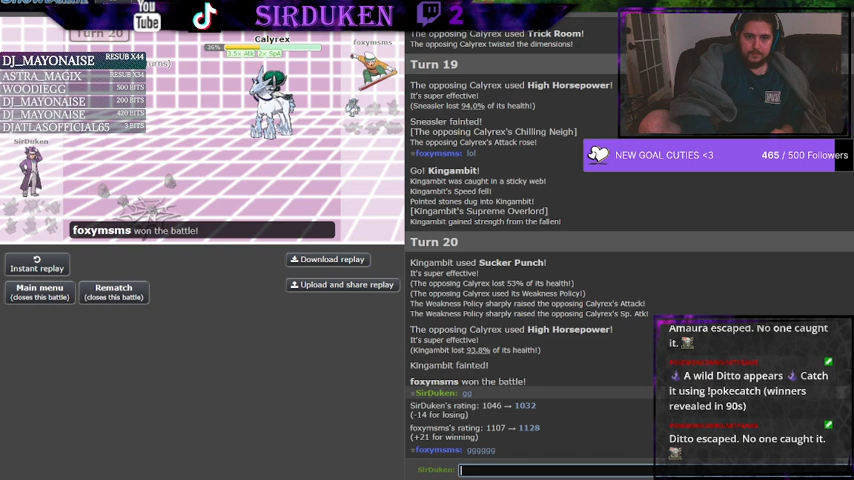 You
Tube
SIRDUKEN
2
Turn 20
Calyrex
36%
3.5× Atk
2× SpA
foxymsms
DJ_MAYONAISE RESUB X44
ASTRA_MAGIX RESUB X34
WOODIEGG 500 BITS
DJ_MAYONAISE 200 BITS
DJ_MAYONAISE 420 BITS
DJATLASOFFICIAL65 3 BITS
SirDuken
foxymsms won the battle!
Instant replay
Download replay
Main menu
(closes this battle)
Rematch
(closes this battle)
Upload and share replay
The opposing Calyrex used Trick Room!
The opposing Calyrex twisted the dimensions!
Turn 19
The opposing Calyrex used High Horsepower!
It's super effective!
(Sneasler lost 94.0% of its health!)
Sneasler fainted!
[The opposing Calyrex's Chilling Neigh]
The opposing Calyrex's Attack rose!
foxymsms: lol
Go! Kingambit!
Kingambit was caught in a sticky web!
Kingambit's Speed fell!
Pointed stones dug into Kingambit!
[Kingambit's Supreme Overlord]
Kingambit gained strength from the fallen!
Turn 20
Kingambit used Sucker Punch!
It's super effective!
(The opposing Calyrex lost 53% of its health!)
(The opposing Calyrex used its Weakness Policy!)
The Weakness Policy sharply raised the opposing Calyrex's Attack!
The Weakness Policy sharply raised the opposing Calyrex's Sp. Atk!
The opposing Calyrex used High Horsepower!
It's super effective!
(Kingambit lost 93.8% of its health!)
Kingambit fainted!
foxymsms won the battle!
SirDuken: gg
SirDuken's rating: 1046 → 1032
(-14 for losing)
foxymsms's rating: 1107 → 1128
(+21 for winning)
foxymsms: gggggg
SirDuken:
NEW GOAL CUTIES <3 465 / 500 Followers
Amaura escaped. No one caught
it.
A wild Ditto appears Catch
it using !pokecatch (winners
revealed in 90s)
Ditto escaped. No one caught it.